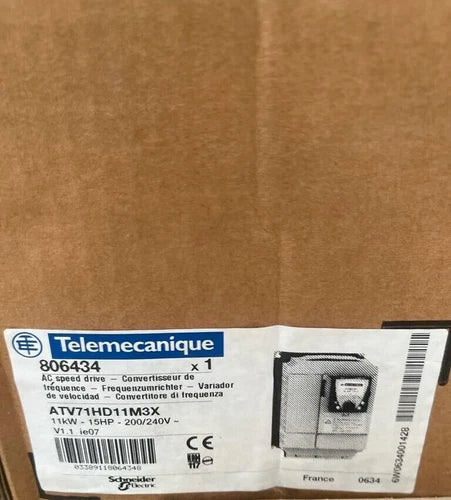 Telemecanique
806434 x 1
AC speed drive - Convertisseur de
fréquence - Frequenzumrichter - Variador
de velocidad - Convertitore di frequenza
ATV71HD11M3X
11kW - 15HP - 200/240V~
V1.1 ie07
CE
117
Schneider
Electric
France 0634
6W0634001428